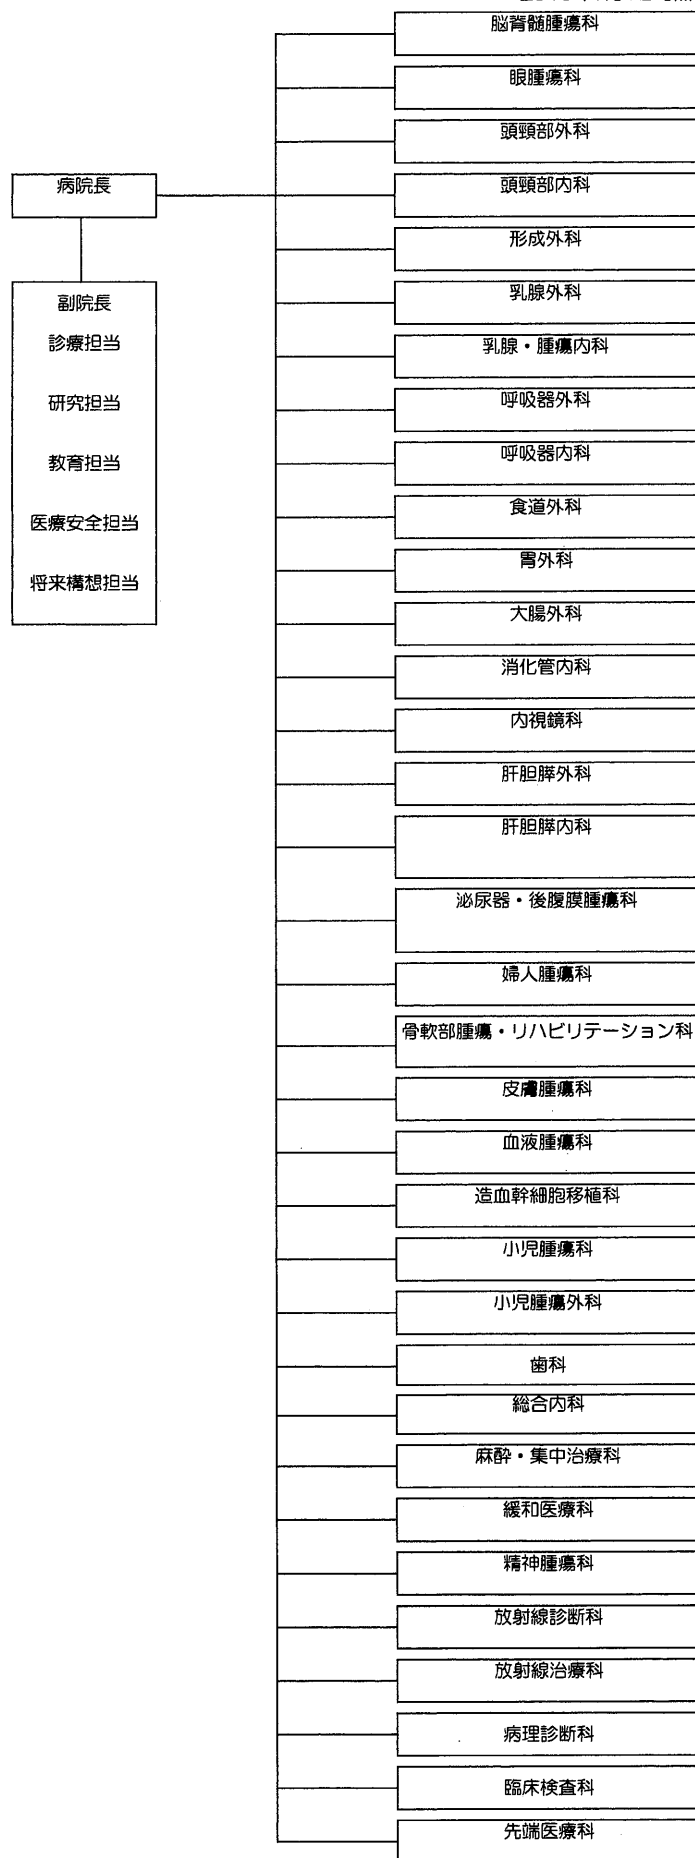 病院長
副院長
診療担当
研究担当
教育担当
医療安全担当
将来構想担当
脳脊髄腫瘍科
眼腫瘍科
頭頸部外科
頭頸部内科
形成外科
乳腺外科
乳腺・腫瘍内科
呼吸器外科
呼吸器内科
食道外科
胃外科
大腸外科
消化管内科
内視鏡科
肝胆膵外科
肝胆膵内科
泌尿器・後腹膜腫瘍科
婦人腫瘍科
骨軟部腫瘍・リハビリテーション科
皮膚腫瘍科
血液腫瘍科
造血幹細胞移植科
小児腫瘍科
小児腫瘍外科
歯科
総合内科
麻酔・集中治療科
緩和医療科
精神腫瘍科
放射線診断科
放射線治療科
病理診断科
臨床検査科
先端医療科